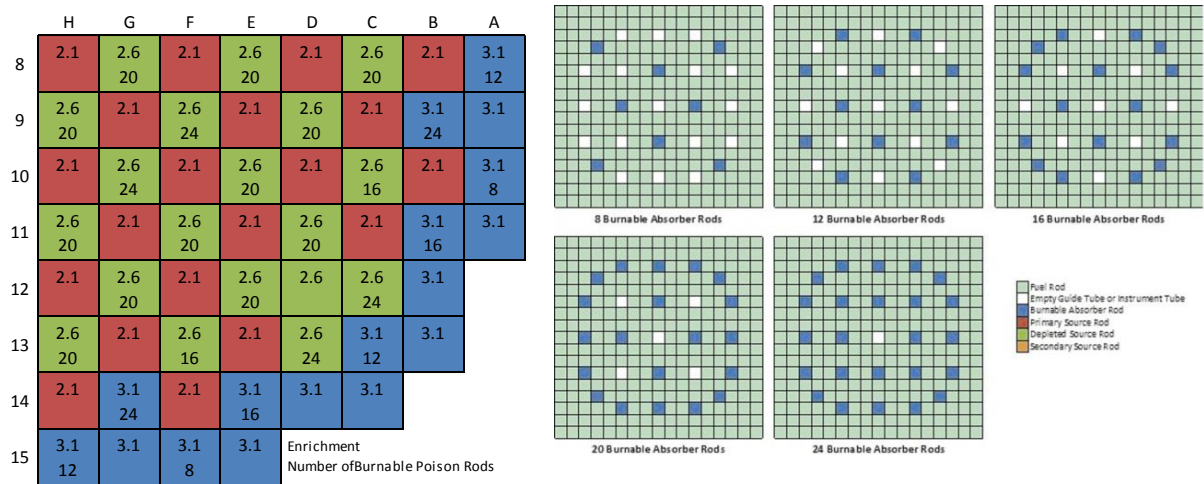 H G F E D C B A
8 2.1 2.6 2.1 2.6 2.1 2.6 2.1 3.1
20 20 20 12
9 2.6 2.1 2.6 2.1 2.6 2.1 3.1 3.1
20 24 20 24
10 2.1 2.6 2.1 2.6 2.1 2.6 2.1 3.1
24 20 16 8
11 2.6 2.1 2.6 2.1 2.6 2.1 3.1 3.1
20 20 20 16
12 2.1 2.6 2.1 2.6 2.6 2.6 3.1
20 20 24
13 2.6 2.1 2.6 2.1 2.6 3.1 3.1
20 16 24 12
14 2.1 3.1 2.1 3.1 3.1 3.1
24 16
15 3.1 3.1 3.1 3.1
12 8
Enrichment
Number ofBurnable Poison Rods
8 Burnable Absorber Rods
12 Burnable Absorber Rods
16 Burnable Absorber Rods
20 Burnable Absorber Rods
24 Burnable Absorber Rods
Fuel Rod
Empty Guide Tube or Instrument Tube
Burnable Absorber Rod
Primary Source Rod
Depleted Source Rod
Secondary Source Rod